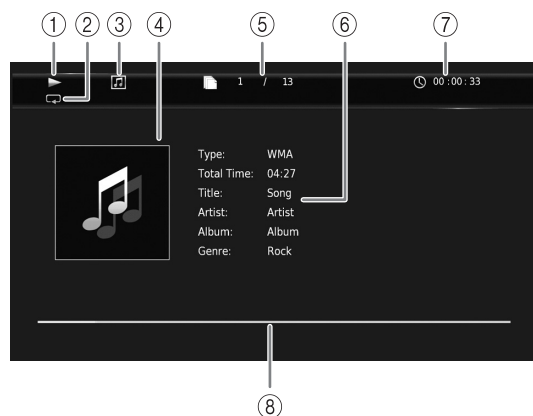 ① ② ③ ④ ⑤ ⑥ ⑦
1 / 13 00:00:33
Type: WMA
Total Time: 04:27
Title: Song
Artist: Artist
Album: Album
Genre: Rock
⑧